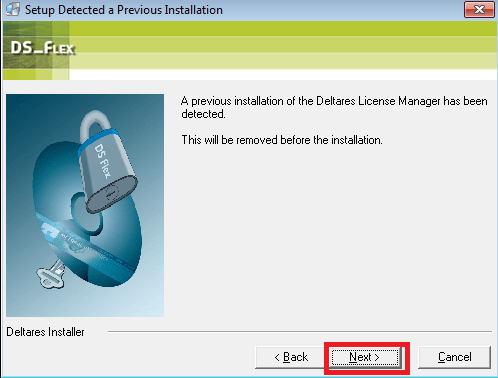 Setup Detected a Previous Installation
DS_FLEX
A previous installation of the Deltares License Manager has been
detected.
This will be removed before the installation.
DS Flex
Deltares Installer
< Back
Next >
Cancel